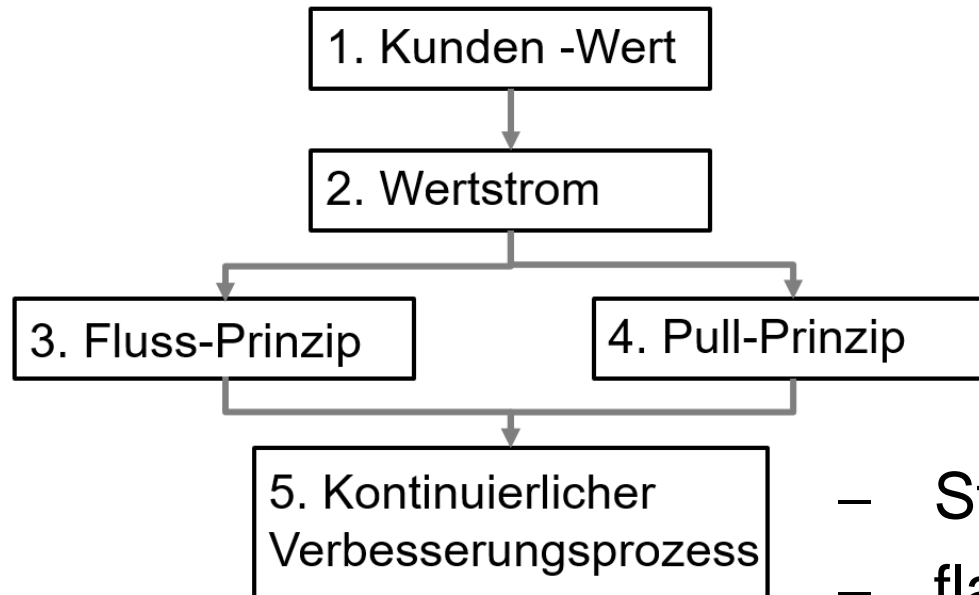 1. Kunden -Wert
2. Wertstrom
3. Fluss-Prinzip
4. Pull-Prinzip
5. Kontinuierlicher
Verbesserungsprozess
–
–